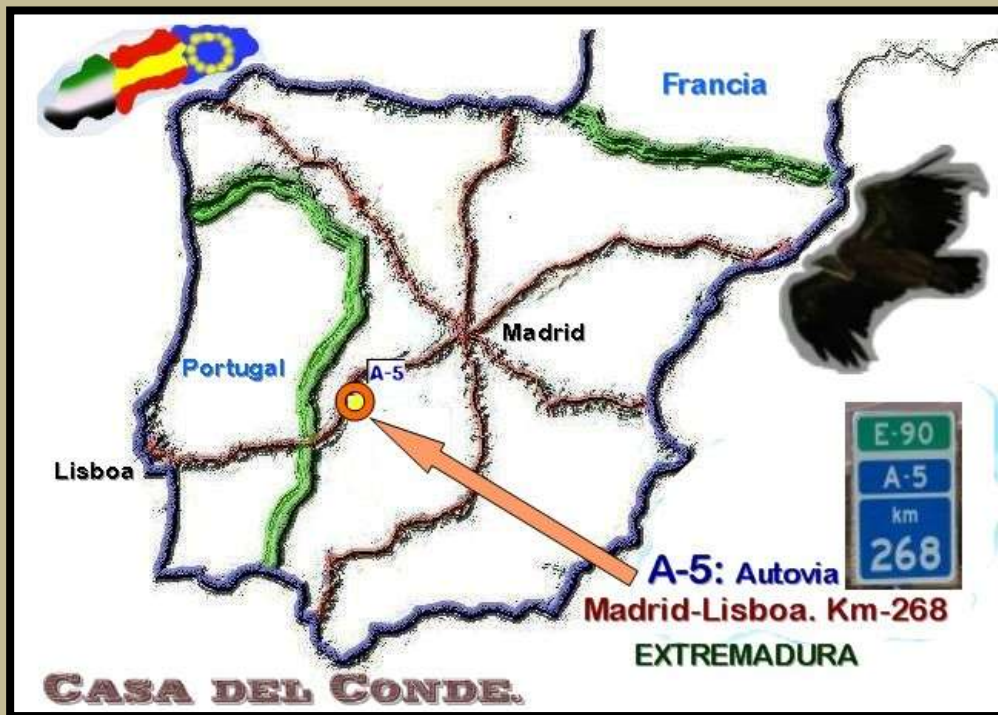 Francia
Madrid
Portugal
A-5
Lisboa
E-90
A-5
km
268
A-5: Autovia
Madrid-Lisboa. Km-268
EXTREMADURA
CASA DEL CONDE.